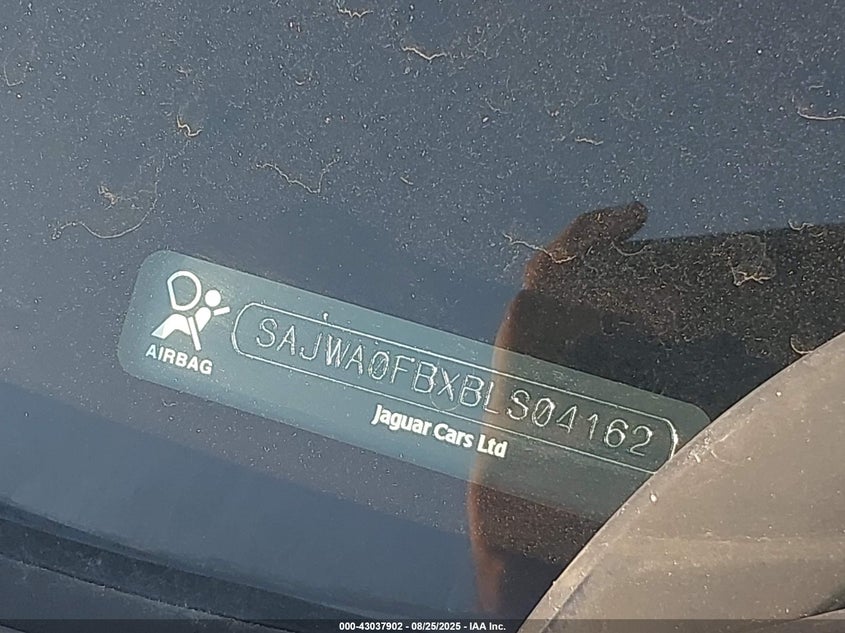 SAJWA0FBXBLS04162
AIRBAG
Jaguar Cars Ltd
000-43037902 - 08/25/2025 - IAA Inc.